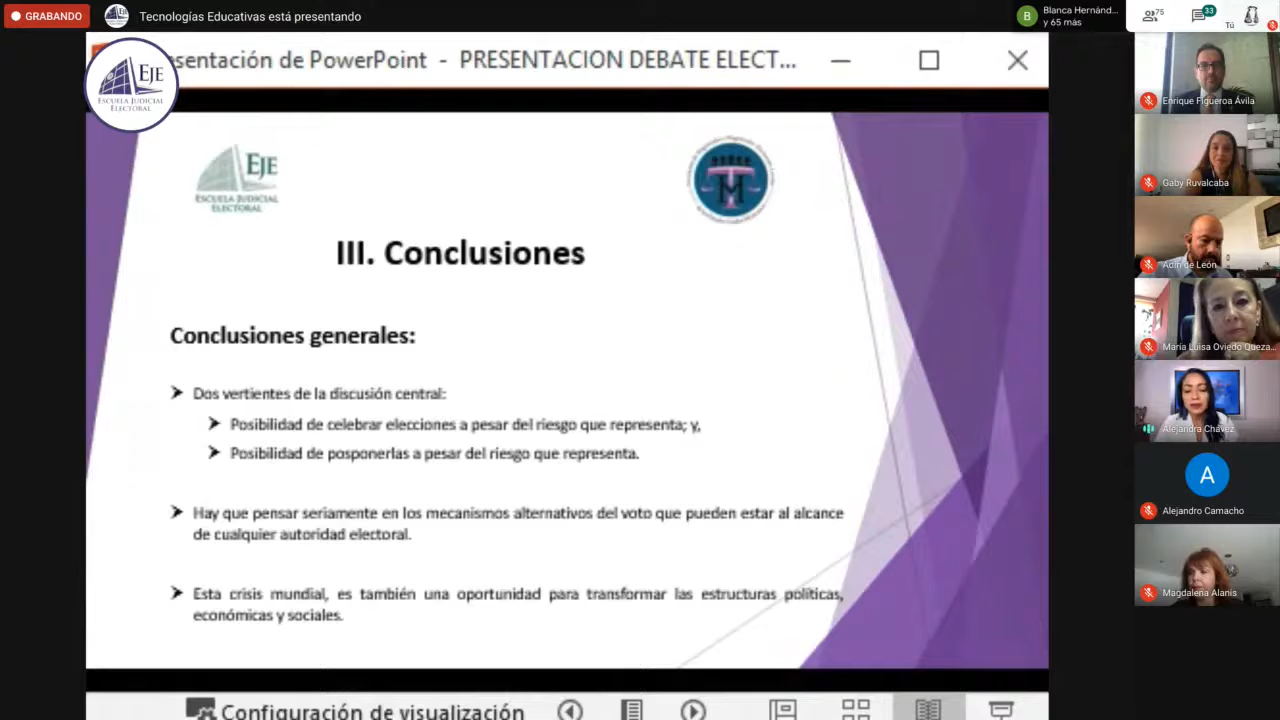 GRABANDO
Tecnologías Educativas está presentando
B
Blanca Hernánd...
y 65 más
75
33
Tú
EJE
ESCUELA JUDICIAL
ELECTORAL
esentación de PowerPoint - PRESENTACION DEBATE ELECT...
EJE
ESCUELA JUDICIAL
ELECTORAL
TM
III. Conclusiones
Conclusiones generales:
Dos vertientes de la discusión central:
Posibilidad de celebrar elecciones a pesar del riesgo que representa; y,
Posibilidad de posponerlas a pesar del riesgo que representa.
Hay que pensar seriamente en los mecanismos alternativos del voto que pueden estar al alcance
de cualquier autoridad electoral.
Esta crisis mundial, es también una oportunidad para transformar las estructuras políticas,
económicas y sociales.
Configuración de visualización
Enrique Figueroa Ávila
Gaby Ruvalcaba
Adín de León
María Luisa Oviedo Queza...
Alejandra Chávez
A
Alejandro Camacho
Magdalena Alanis